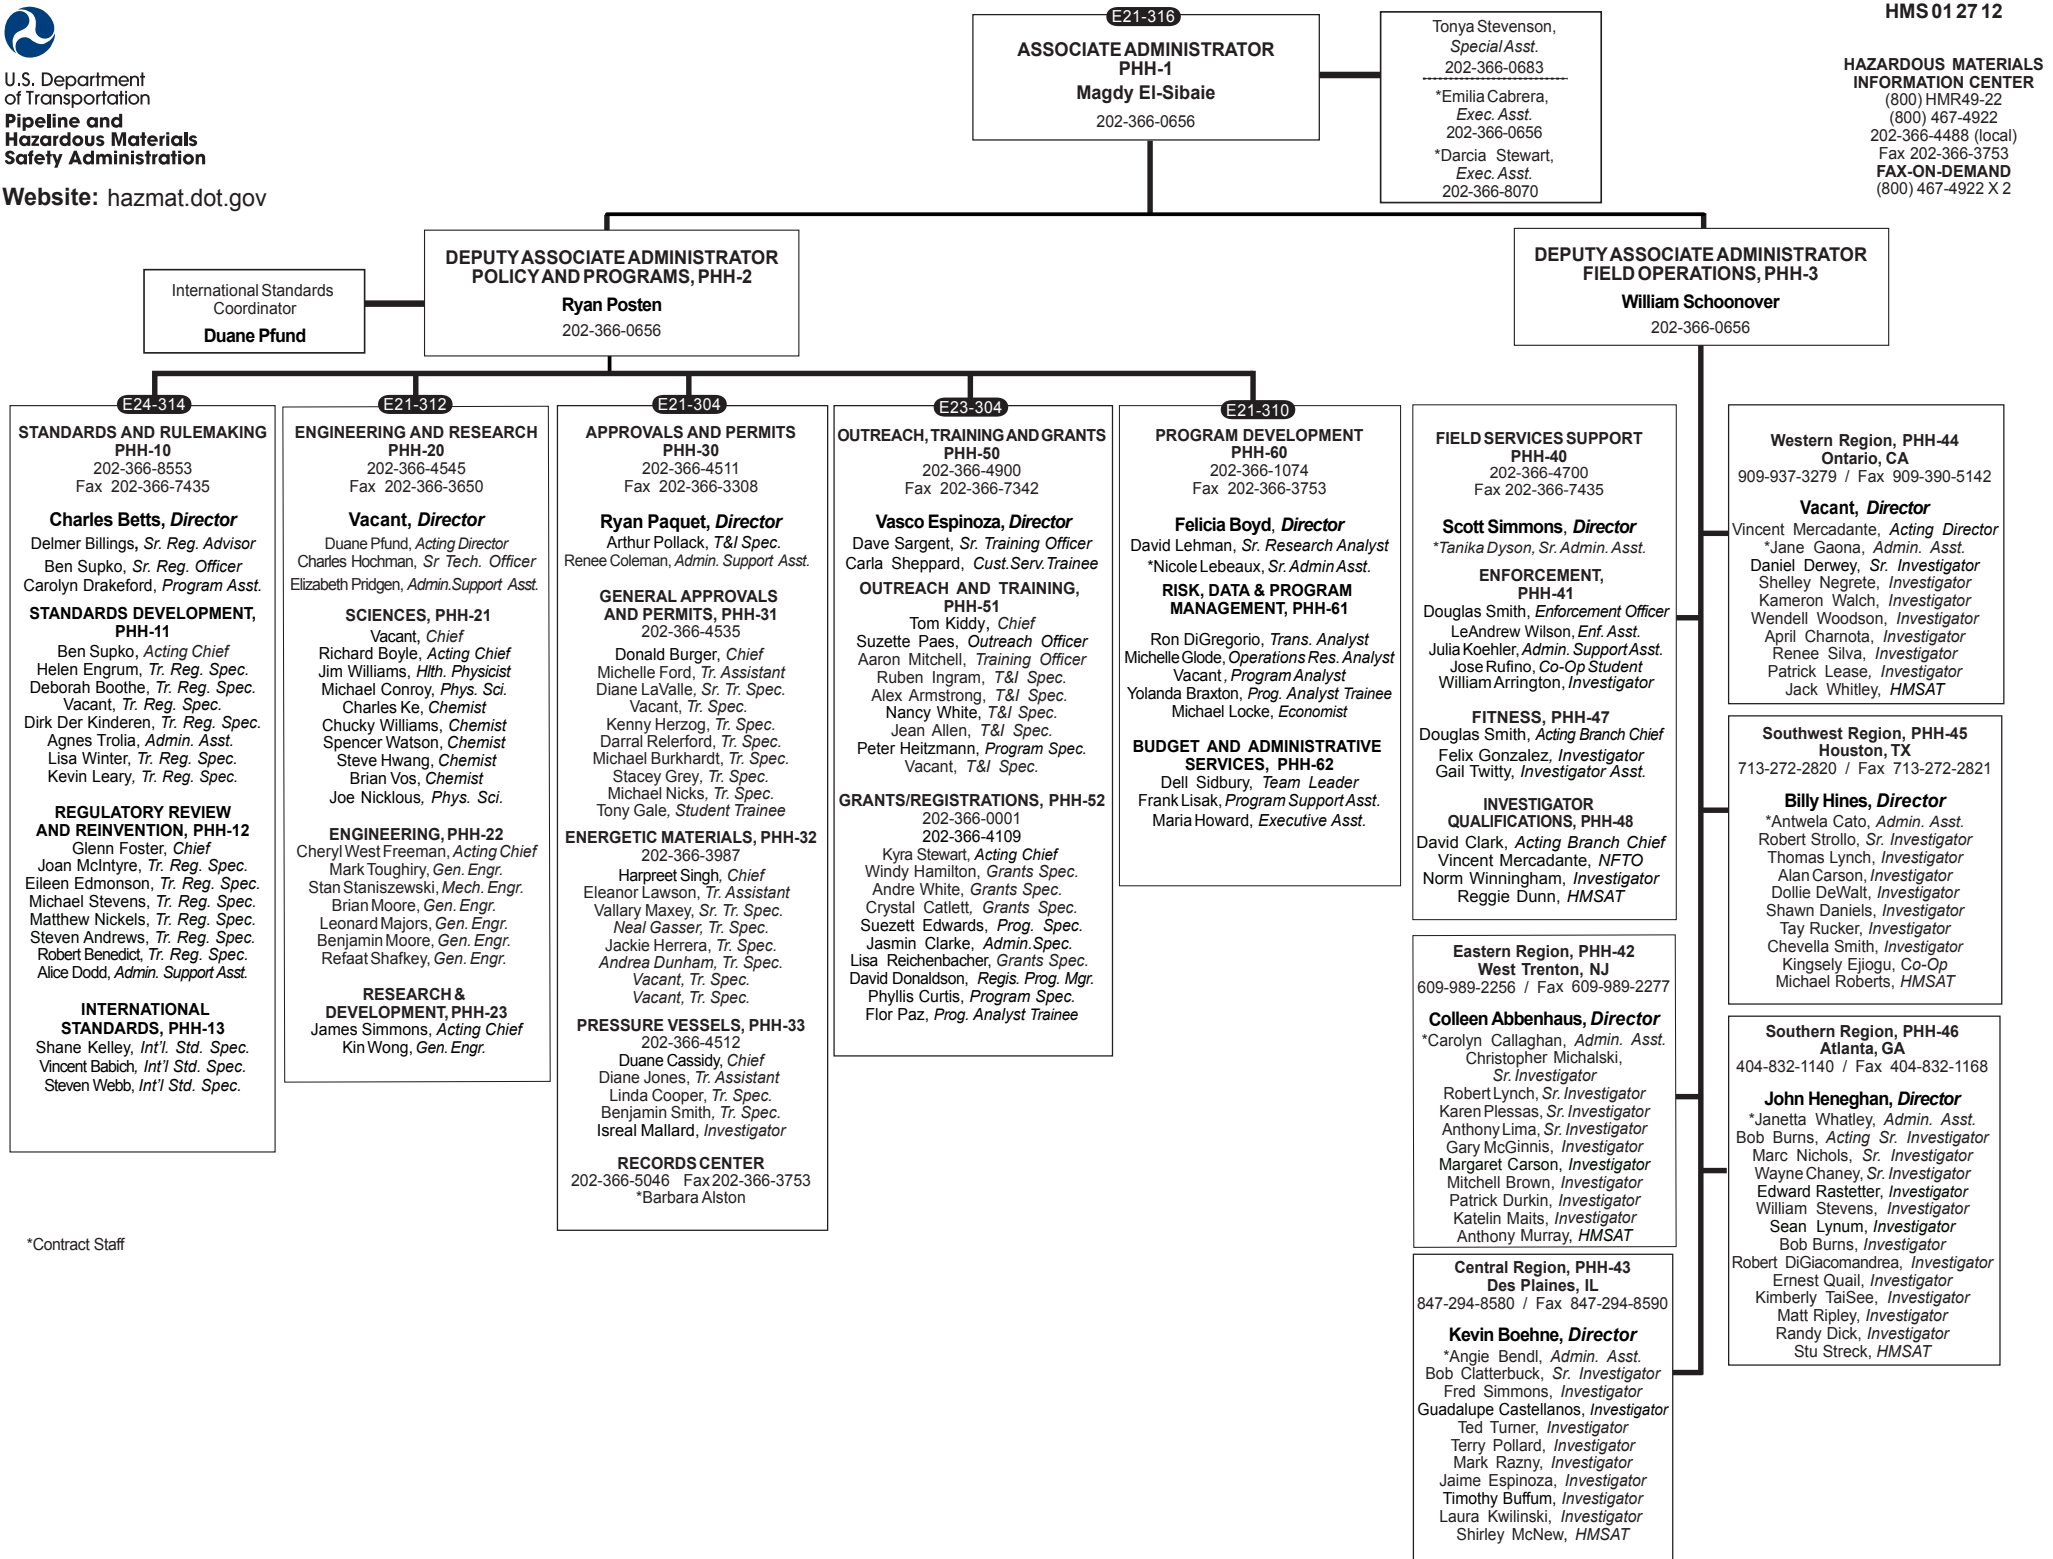 U.S. Department
of Transportation
Pipeline and
Hazardous Materials
Safety Administration
Website: hazmat.dot.gov
E21-316
ASSOCIATE ADMINISTRATOR
PHH-1
Magdy El-Sibaie
202-366-0656
Tonya Stevenson,
Special Asst.
202-366-0683
*Emilia Cabrera,
Exec. Asst.
202-366-0656
*Darcia Stewart,
Exec. Asst.
202-366-8070
HMS 01 27 12
HAZARDOUS MATERIALS
INFORMATION CENTER
(800) HMR49-22
(800) 467-4922
202-366-4488 (local)
Fax 202-366-3753
FAX-ON-DEMAND
(800) 467-4922 X 2
International Standards
Coordinator
Duane Pfund
DEPUTY ASSOCIATE ADMINISTRATOR
POLICY AND PROGRAMS, PHH-2
Ryan Posten
202-366-0656
DEPUTY ASSOCIATE ADMINISTRATOR
FIELD OPERATIONS, PHH-3
William Schoonover
202-366-0656
E24-314
STANDARDS AND RULEMAKING
PHH-10
202-366-8553
Fax 202-366-7435
Charles Betts, Director
Delmer Billings, Sr. Reg. Advisor
Ben Supko, Sr. Reg. Officer
Carolyn Drakeford, Program Asst.
STANDARDS DEVELOPMENT,
PHH-11
Ben Supko, Acting Chief
Helen Engrum, Tr. Reg. Spec.
Deborah Boothe, Tr. Reg. Spec.
Vacant, Tr. Reg. Spec.
Dirk Der Kinderen, Tr. Reg. Spec.
Agnes Trolia, Admin. Asst.
Lisa Winter, Tr. Reg. Spec.
Kevin Leary, Tr. Reg. Spec.
REGULATORY REVIEW
AND REINVENTION, PHH-12
Glenn Foster, Chief
Joan McIntyre, Tr. Reg. Spec.
Eileen Edmonson, Tr. Reg. Spec.
Michael Stevens, Tr. Reg. Spec.
Matthew Nickels, Tr. Reg. Spec.
Steven Andrews, Tr. Reg. Spec.
Robert Benedict, Tr. Reg. Spec.
Alice Dodd, Admin. Support Asst.
INTERNATIONAL
STANDARDS, PHH-13
Shane Kelley, Int'l. Std. Spec.
Vincent Babich, Int'l Std. Spec.
Steven Webb, Int'l Std. Spec.
E21-312
ENGINEERING AND RESEARCH
PHH-20
202-366-4545
Fax 202-366-3650
Vacant, Director
Duane Pfund, Acting Director
Charles Hochman, Sr Tech. Officer
Elizabeth Pridgen, Admin.Support Asst.
SCIENCES, PHH-21
Vacant, Chief
Richard Boyle, Acting Chief
Jim Williams, Hlth. Physicist
Michael Conroy, Phys. Sci.
Charles Ke, Chemist
Chucky Williams, Chemist
Spencer Watson, Chemist
Steve Hwang, Chemist
Brian Vos, Chemist
Joe Nicklous, Phys. Sci.
ENGINEERING, PHH-22
Cheryl West Freeman, Acting Chief
Mark Toughiry, Gen. Engr.
Stan Staniszewski, Mech. Engr.
Brian Moore, Gen. Engr.
Leonard Majors, Gen. Engr.
Benjamin Moore, Gen. Engr.
Refaat Shafkey, Gen. Engr.
RESEARCH &
DEVELOPMENT, PHH-23
James Simmons, Acting Chief
Kin Wong, Gen. Engr.
E21-304
APPROVALS AND PERMITS
PHH-30
202-366-4511
Fax 202-366-3308
Ryan Paquet, Director
Arthur Pollack, T&I Spec.
Renee Coleman, Admin. Support Asst.
GENERAL APPROVALS
AND PERMITS, PHH-31
202-366-4535
Donald Burger, Chief
Michelle Ford, Tr. Assistant
Diane LaValle, Sr. Tr. Spec.
Vacant, Tr. Spec.
Kenny Herzog, Tr. Spec.
Darral Relerford, Tr. Spec.
Michael Burkhardt, Tr. Spec.
Stacey Grey, Tr. Spec.
Michael Nicks, Tr. Spec.
Tony Gale, Student Trainee
ENERGETIC MATERIALS, PHH-32
202-366-3987
Harpreet Singh, Chief
Eleanor Lawson, Tr. Assistant
Vallary Maxey, Sr. Tr. Spec.
Neal Gasser, Tr. Spec.
Jackie Herrera, Tr. Spec.
Andrea Dunham, Tr. Spec.
Vacant, Tr. Spec.
Vacant, Tr. Spec.
PRESSURE VESSELS, PHH-33
202-366-4512
Duane Cassidy, Chief
Diane Jones, Tr. Assistant
Linda Cooper, Tr. Spec.
Benjamin Smith, Tr. Spec.
Isreal Mallard, Investigator
RECORDS CENTER
202-366-5046 Fax 202-366-3753
*Barbara Alston
E23-304
OUTREACH, TRAINING AND GRANTS
PHH-50
202-366-4900
Fax 202-366-7342
Vasco Espinoza, Director
Dave Sargent, Sr. Training Officer
Carla Sheppard, Cust.Serv.Trainee
OUTREACH AND TRAINING,
PHH-51
Tom Kiddy, Chief
Suzette Paes, Outreach Officer
Aaron Mitchell, Training Officer
Ruben Ingram, T&I Spec.
Alex Armstrong, T&I Spec.
Nancy White, T&I Spec.
Jean Allen, T&I Spec.
Peter Heitzmann, Program Spec.
Vacant, T&I Spec.
GRANTS/REGISTRATIONS, PHH-52
202-366-0001
202-366-4109
Kyra Stewart, Acting Chief
Windy Hamilton, Grants Spec.
Andre White, Grants Spec.
Crystal Catlett, Grants Spec.
Suezett Edwards, Prog. Spec.
Jasmin Clarke, Admin.Spec.
Lisa Reichenbacher, Grants Spec.
David Donaldson, Regis. Prog. Mgr.
Phyllis Curtis, Program Spec.
Flor Paz, Prog. Analyst Trainee
E21-310
PROGRAM DEVELOPMENT
PHH-60
202-366-1074
Fax 202-366-3753
Felicia Boyd, Director
David Lehman, Sr. Research Analyst
*Nicole Lebeaux, Sr. Admin Asst.
RISK, DATA & PROGRAM
MANAGEMENT, PHH-61
Ron DiGregorio, Trans. Analyst
Michelle Glode, Operations Res. Analyst
Vacant, Program Analyst
Yolanda Braxton, Prog. Analyst Trainee
Michael Locke, Economist
BUDGET AND ADMINISTRATIVE
SERVICES, PHH-62
Dell Sidbury, Team Leader
Frank Lisak, Program Support Asst.
Maria Howard, Executive Asst.
FIELD SERVICES SUPPORT
PHH-40
202-366-4700
Fax 202-366-7435
Scott Simmons, Director
*Tanika Dyson, Sr. Admin. Asst.
ENFORCEMENT,
PHH-41
Douglas Smith, Enforcement Officer
LeAndrew Wilson, Enf. Asst.
Julia Koehler, Admin. Support Asst.
Jose Rufino, Co-Op Student
William Arrington, Investigator
FITNESS, PHH-47
Douglas Smith, Acting Branch Chief
Felix Gonzalez, Investigator
Gail Twitty, Investigator Asst.
INVESTIGATOR
QUALIFICATIONS, PHH-48
David Clark, Acting Branch Chief
Vincent Mercadante, NFTO
Norm Winningham, Investigator
Reggie Dunn, HMSAT
Eastern Region, PHH-42
West Trenton, NJ
609-989-2256 / Fax 609-989-2277
Colleen Abbenhaus, Director
*Carolyn Callaghan, Admin. Asst.
Christopher Michalski,
Sr. Investigator
Robert Lynch, Sr. Investigator
Karen Plessas, Sr. Investigator
Anthony Lima, Sr. Investigator
Gary McGinnis, Investigator
Margaret Carson, Investigator
Mitchell Brown, Investigator
Patrick Durkin, Investigator
Katelin Maits, Investigator
Anthony Murray, HMSAT
Central Region, PHH-43
Des Plaines, IL
847-294-8580 / Fax 847-294-8590
Kevin Boehne, Director
*Angie Bendl, Admin. Asst.
Bob Clatterbuck, Sr. Investigator
Fred Simmons, Investigator
Guadalupe Castellanos, Investigator
Ted Turner, Investigator
Terry Pollard, Investigator
Mark Razny, Investigator
Jaime Espinoza, Investigator
Timothy Buffum, Investigator
Laura Kwilinski, Investigator
Shirley McNew, HMSAT
Western Region, PHH-44
Ontario, CA
909-937-3279 / Fax 909-390-5142
Vacant, Director
Vincent Mercadante, Acting Director
*Jane Gaona, Admin. Asst.
Daniel Derwey, Sr. Investigator
Shelley Negrete, Investigator
Kameron Walch, Investigator
Wendell Woodson, Investigator
April Charnota, Investigator
Renee Silva, Investigator
Patrick Lease, Investigator
Jack Whitley, HMSAT
Southwest Region, PHH-45
Houston, TX
713-272-2820 / Fax 713-272-2821
Billy Hines, Director
*Antwela Cato, Admin. Asst.
Robert Strollo, Sr. Investigator
Thomas Lynch, Investigator
Alan Carson, Investigator
Dollie DeWalt, Investigator
Shawn Daniels, Investigator
Tay Rucker, Investigator
Chevella Smith, Investigator
Kingsely Ejiogu, Co-Op
Michael Roberts, HMSAT
Southern Region, PHH-46
Atlanta, GA
404-832-1140 / Fax 404-832-1168
John Heneghan, Director
*Janetta Whatley, Admin. Asst.
Bob Burns, Acting Sr. Investigator
Marc Nichols, Sr. Investigator
Wayne Chaney, Sr. Investigator
Edward Rastetter, Investigator
William Stevens, Investigator
Sean Lynum, Investigator
Bob Burns, Investigator
Robert DiGiacomandrea, Investigator
Ernest Quail, Investigator
Kimberly TaiSee, Investigator
Matt Ripley, Investigator
Randy Dick, Investigator
Stu Streck, HMSAT
*Contract Staff